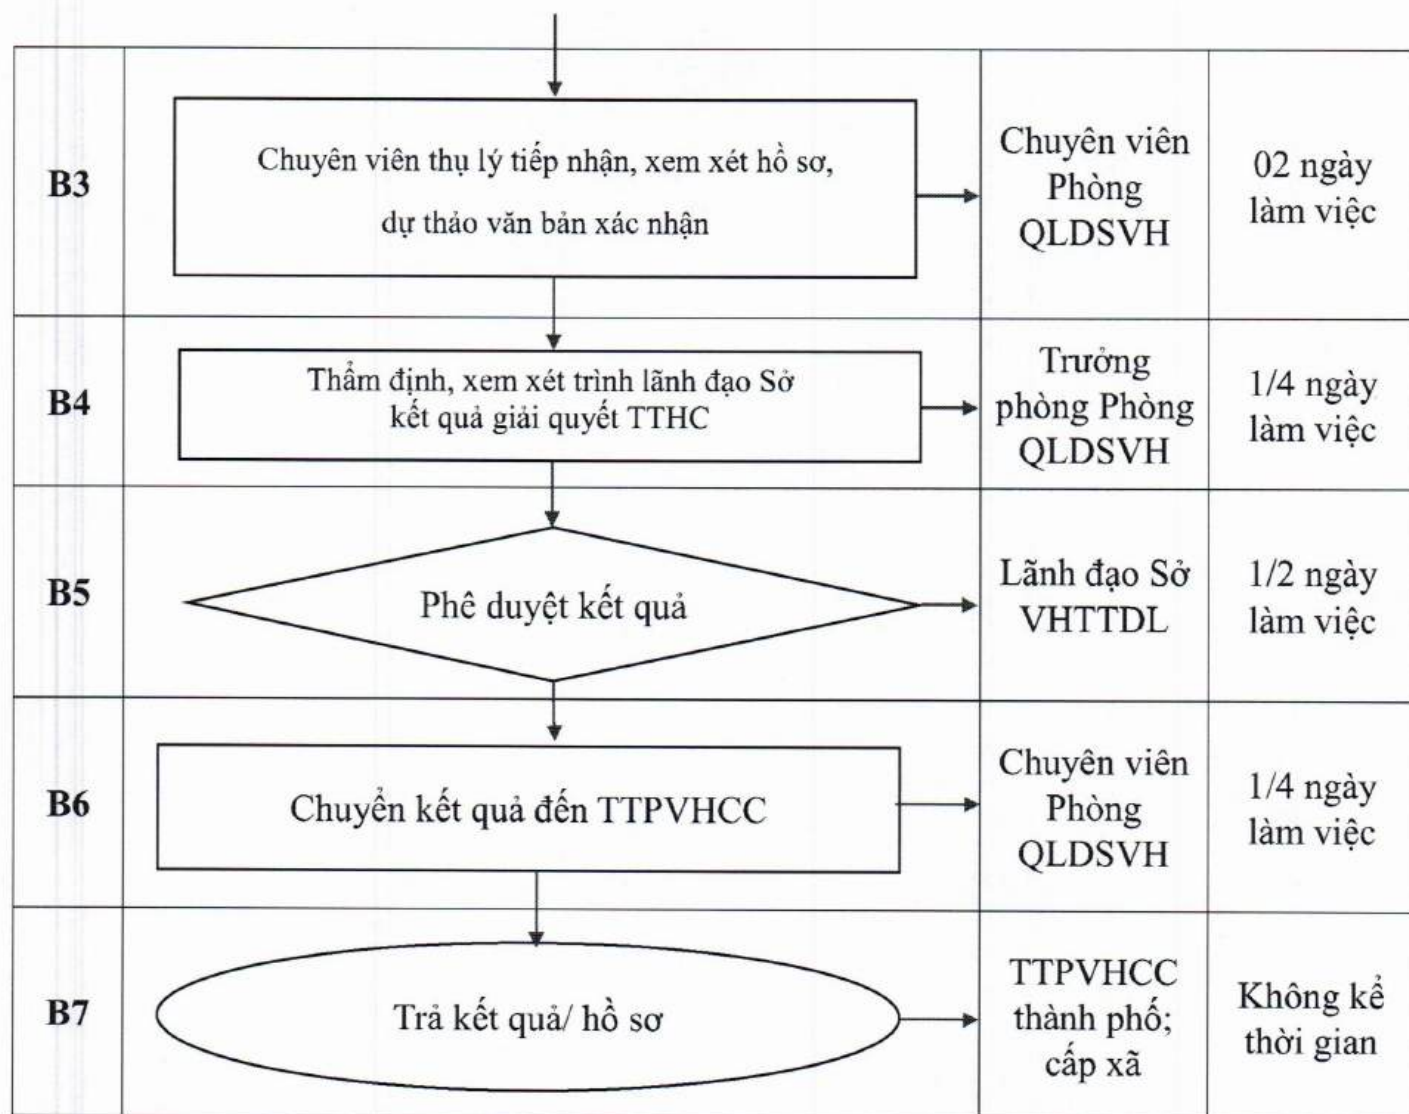 B3
Chuyên viên thụ lý tiếp nhận, xem xét hồ sơ,
dự thảo văn bản xác nhận
Chuyên viên
Phòng
QLDSVH
02 ngày
làm việc
B4
Thẩm định, xem xét trình lãnh đạo Sở
kết quả giải quyết TTHC
Trưởng
phòng Phòng
QLDSVH
1/4 ngày
làm việc
B5
Phê duyệt kết quả
Lãnh đạo Sở
VHTTDL
1/2 ngày
làm việc
B6
Chuyển kết quả đến TTPVHCC
Chuyên viên
Phòng
QLDSVH
1/4 ngày
làm việc
B7
Trả kết quả/ hồ sơ
TTPVHCC
thành phố;
cấp xã
Không kể
thời gian